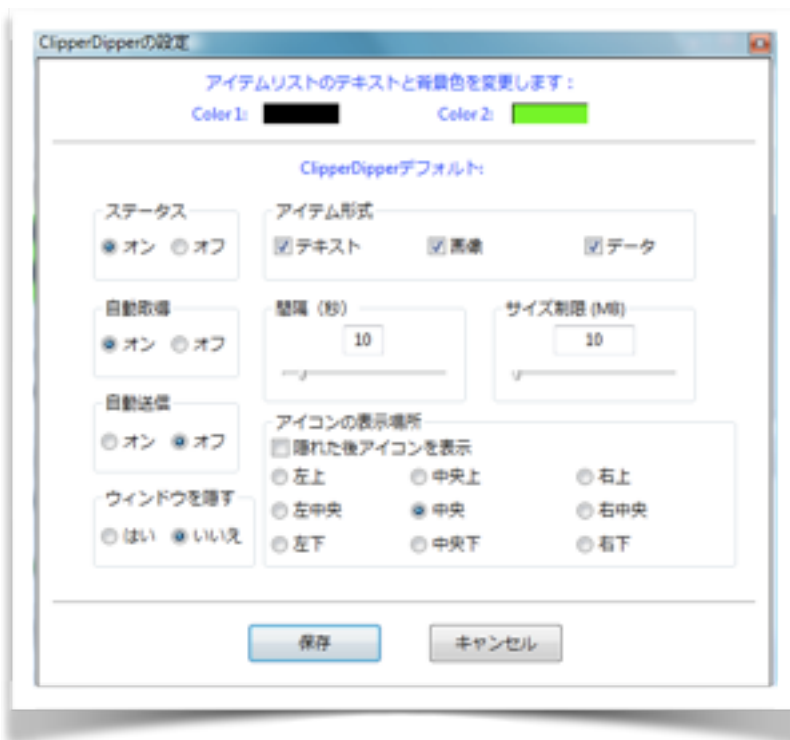 ClipperDipperの設定
アイテムリストのテキストと背景色を変更します:
Color 1: Color 2:
ClipperDipperデフォルト:
ステータス
オン オフ
アイテム形式
テキスト 画像 データ
自動取得
オン オフ
間隔(秒)
10
サイズ制限 (MB)
10
自動送信
オン オフ
ウィンドウを隠す
はい いいえ
アイコンの表示場所
隠れた後アイコンを表示
左上 中央上 右上
左中央 中央 右中央
左下 中央下 右下
保存 キャンセル